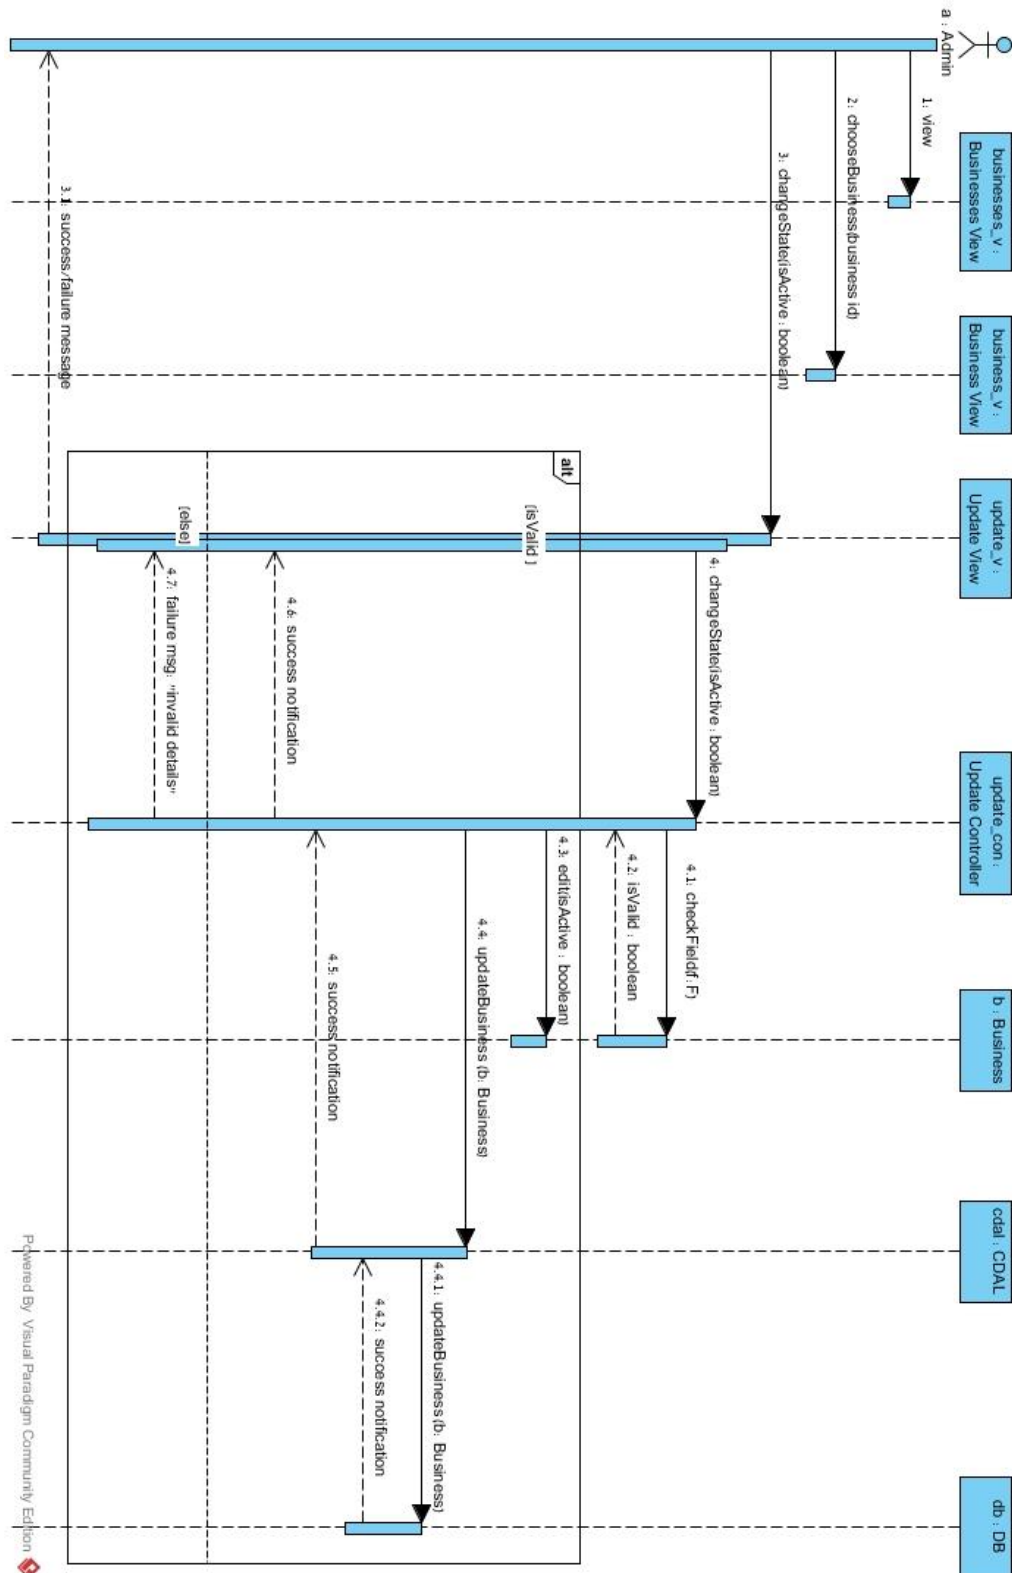 a : Admin
businesses_v :
Businesses View
business_v :
Business View
update_v :
Update View
update_con :
Update Controller
b : Business
cdal : CDAL
db : DB
1: view
2: chooseBusiness(business id)
3: changeState(isActive : boolean)
4: changeState(isActive : boolean)
4.1: checkField(f: F)
4.2: isValid : boolean
alt
[isValid ]
4.3: edit(isActive : boolean)
4.4: updateBusiness (b: Business)
4.4.1: updateBusiness (b: Business)
4.4.2: success notification
4.5: success notification
4.6: success notification
[else]
4.7: failure msg: "invalid details"
3.1: success/failure message
Powered By Visual Paradigm Community Edition